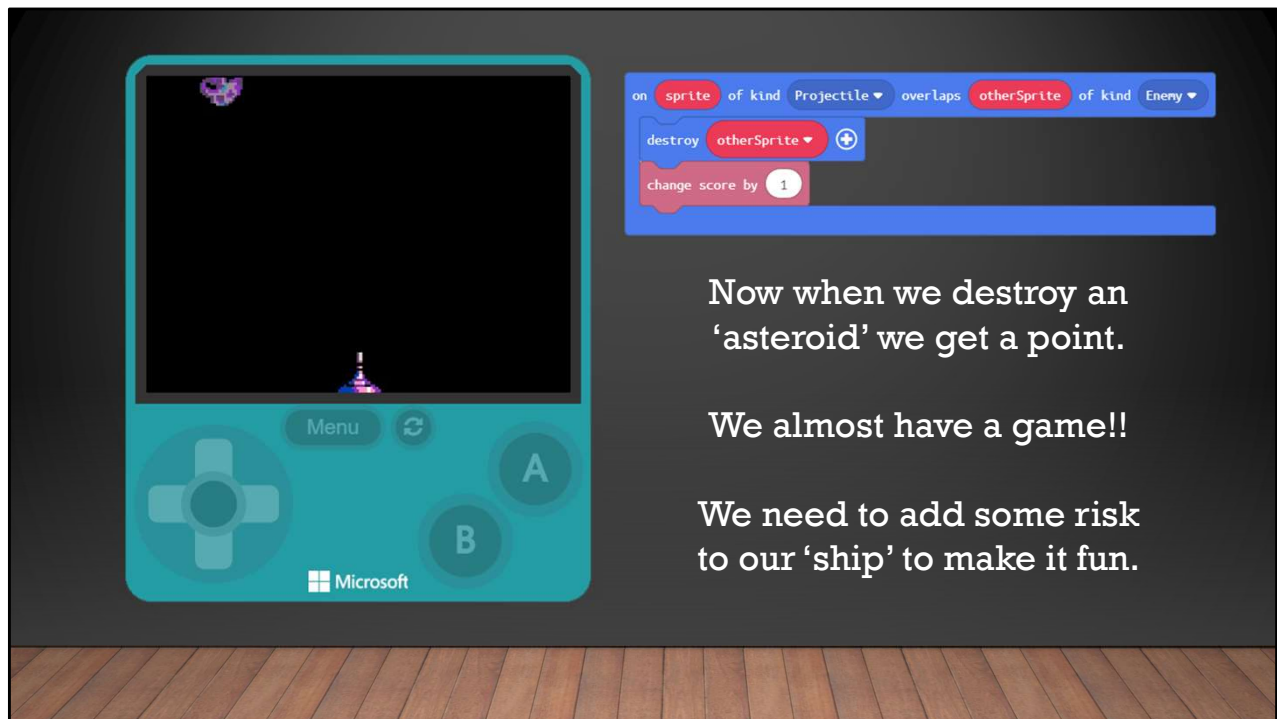 on sprite of kind Projectile overlaps otherSprite of kind Enemy
destroy otherSprite
change score by 1
Now when we destroy an
‘asteroid’ we get a point.
We almost have a game!!
We need to add some risk
to our ‘ship’ to make it fun.
Menu
A
B
Microsoft